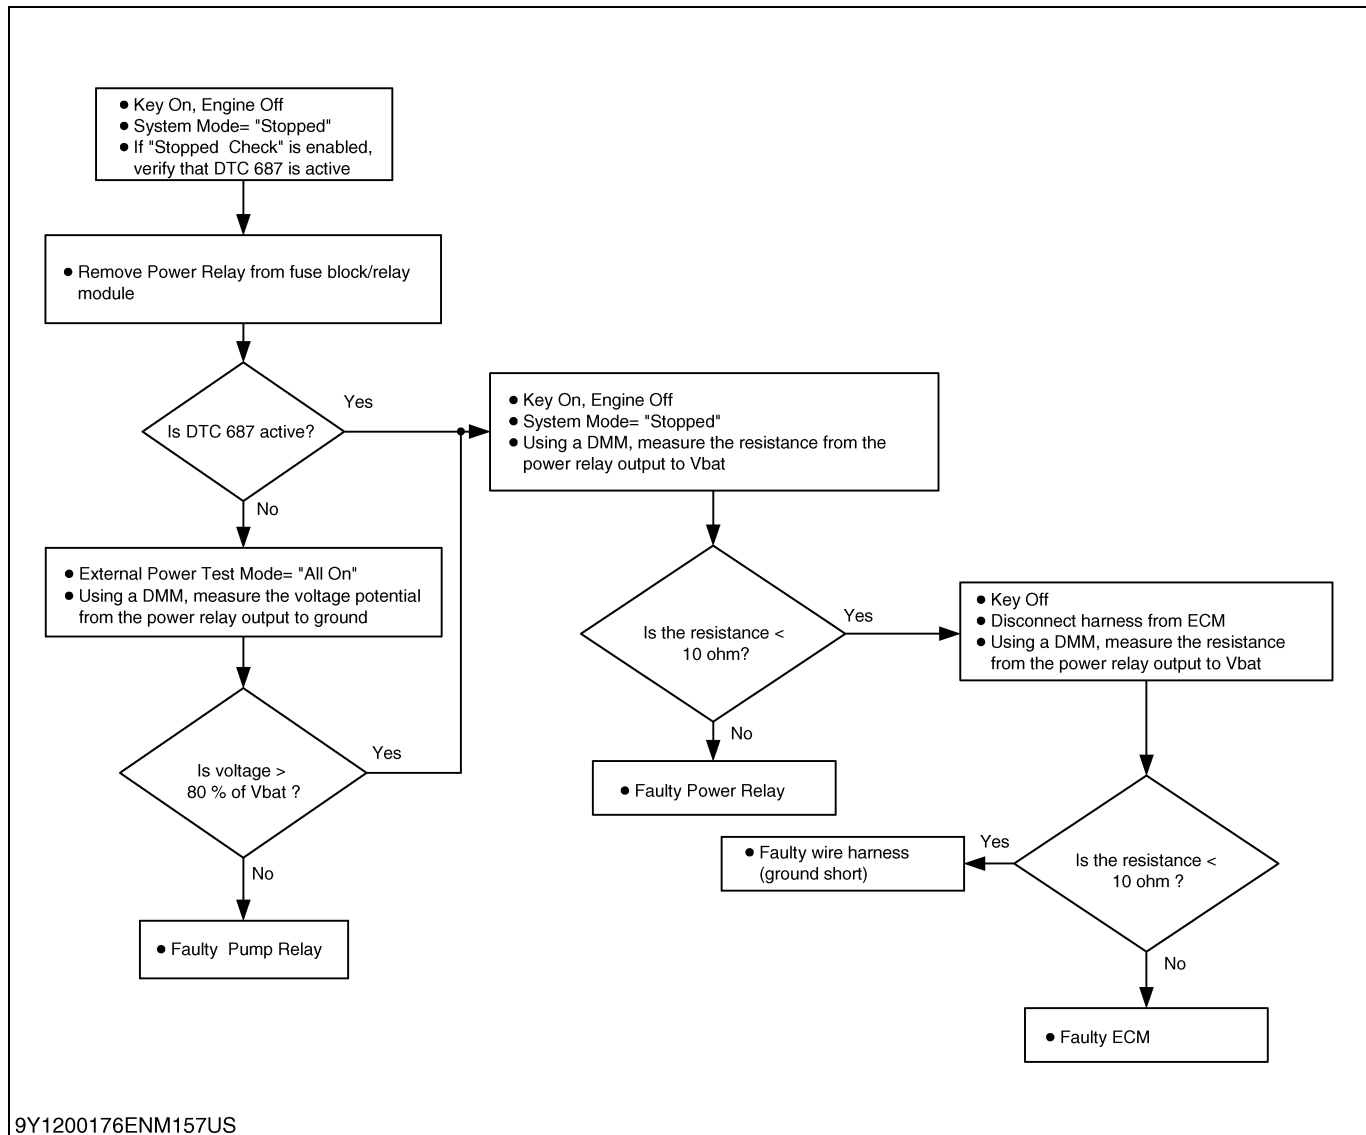 ● Key On, Engine Off
● System Mode= "Stopped"
● If "Stopped Check" is enabled,
verify that DTC 687 is active
● Remove Power Relay from fuse block/relay
module
Is DTC 687 active?
Yes
No
● External Power Test Mode= "All On"
● Using a DMM, measure the voltage potential
from the power relay output to ground
Is voltage >
80 % of Vbat ?
Yes
No
● Faulty Pump Relay
● Key On, Engine Off
● System Mode= "Stopped"
● Using a DMM, measure the resistance from the
power relay output to Vbat
Is the resistance <
10 ohm?
Yes
No
● Faulty Power Relay
● Key Off
● Disconnect harness from ECM
● Using a DMM, measure the resistance
from the power relay output to Vbat
Is the resistance <
10 ohm ?
Yes
● Faulty wire harness
(ground short)
No
● Faulty ECM
9Y1200176ENM157US